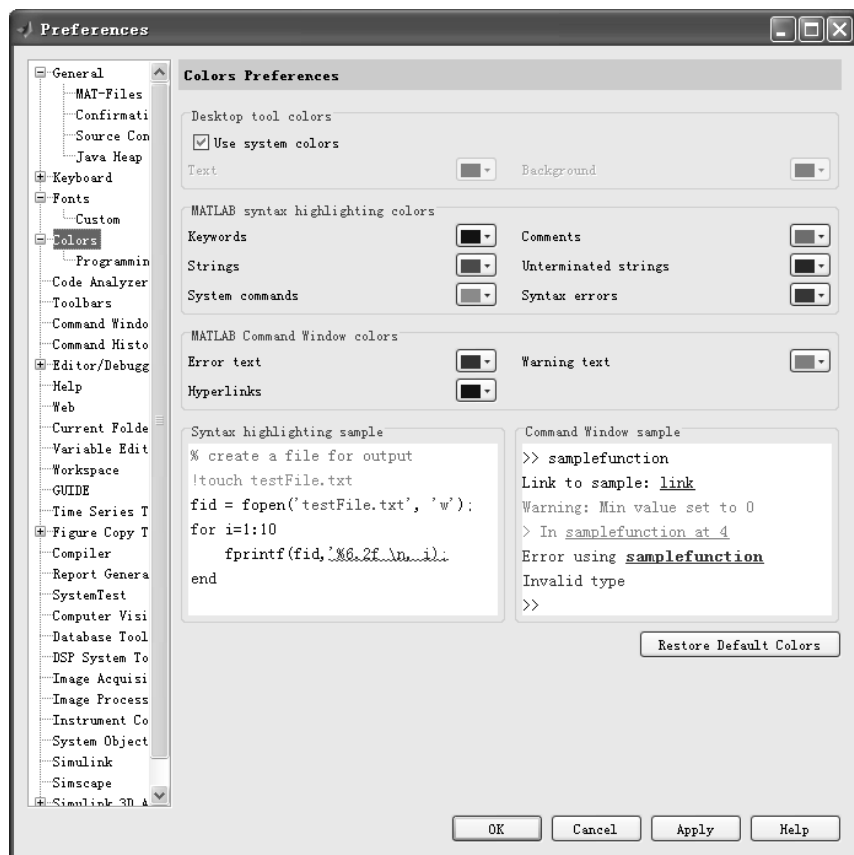 Preferences
General
MAT-Files
Confirmati
Source Con
Java Heap
Keyboard
Fonts
Custom
Colors
Programmin
Code Analyzer
Toolbars
Command Windo
Command Histo
Editor/Debugg
Help
Web
Current Folde
Variable Edit
Workspace
GUIDE
Time Series T
Figure Copy T
Compiler
Report Genera
SystemTest
Computer Visi
Database Tool
DSP System To
Image Acquisi
Image Process
Instrument Co
System Object
Simulink
Simscape
Simulink 3D A
Colors Preferences
Desktop tool colors
Use system colors
Text
Background
MATLAB syntax highlighting colors
Keywords
Comments
Strings
Unterminated strings
System commands
Syntax errors
MATLAB Command Window colors
Error text
Warning text
Hyperlinks
Syntax highlighting sample
% create a file for output
!touch testFile.txt
fid = fopen('testFile.txt', 'w');
for i=1:10
fprintf(fid,'%6.2f \n, i);
end
Command Window sample
>> samplefunction
Link to sample: link
Warning: Min value set to 0
> In samplefunction at 4
Error using samplefunction
Invalid type
>>
Restore Default Colors
OK
Cancel
Apply
Help